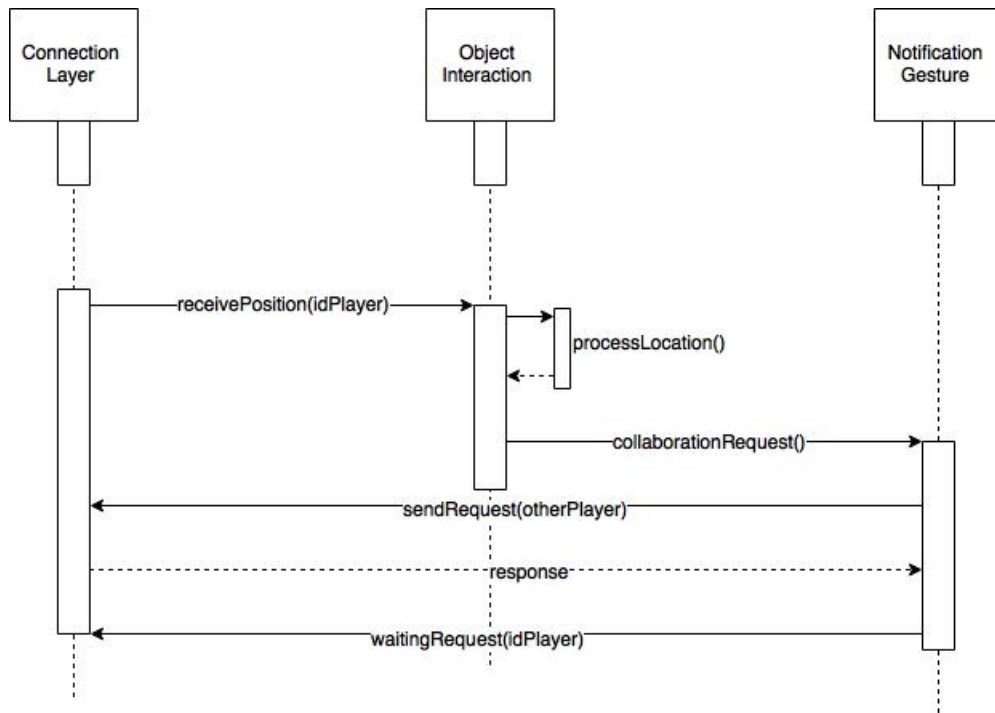 Connection
Layer
Object
Interaction
Notification
Gesture
receivePosition(idPlayer)
processLocation()
collaborationRequest()
sendRequest(otherPlayer)
response
waitingRequest(idPlayer)